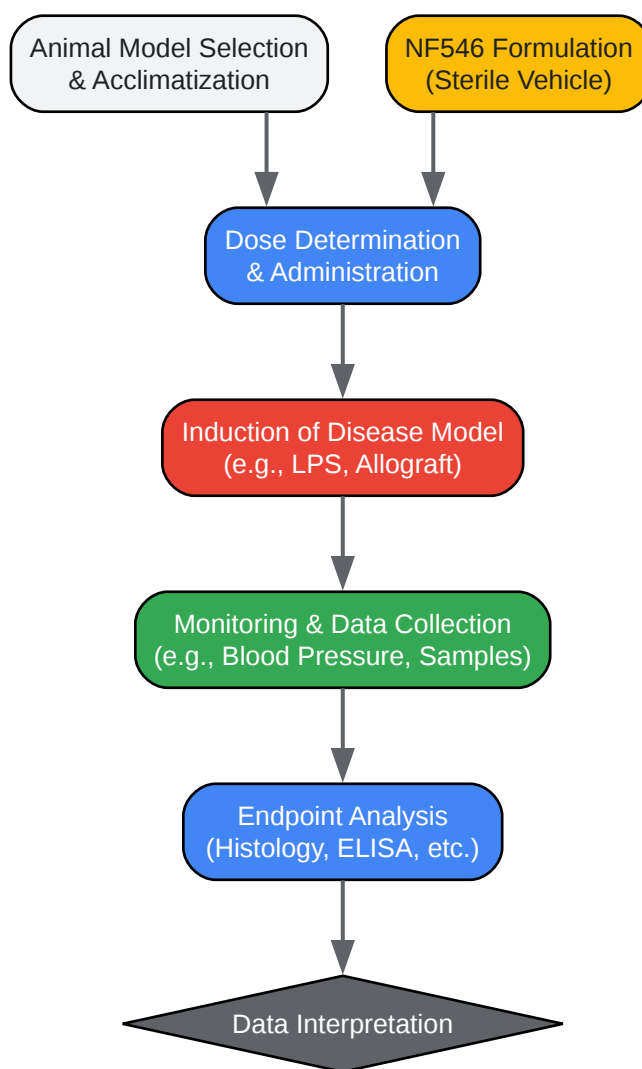 Animal Model Selection
& Acclimatization
NF546 Formulation
(Sterile Vehicle)
Dose Determination
& Administration
Induction of Disease Model
(e.g., LPS, Allograft)
Monitoring & Data Collection
(e.g., Blood Pressure, Samples)
Endpoint Analysis
(Histology, ELISA, etc.)
Data Interpretation